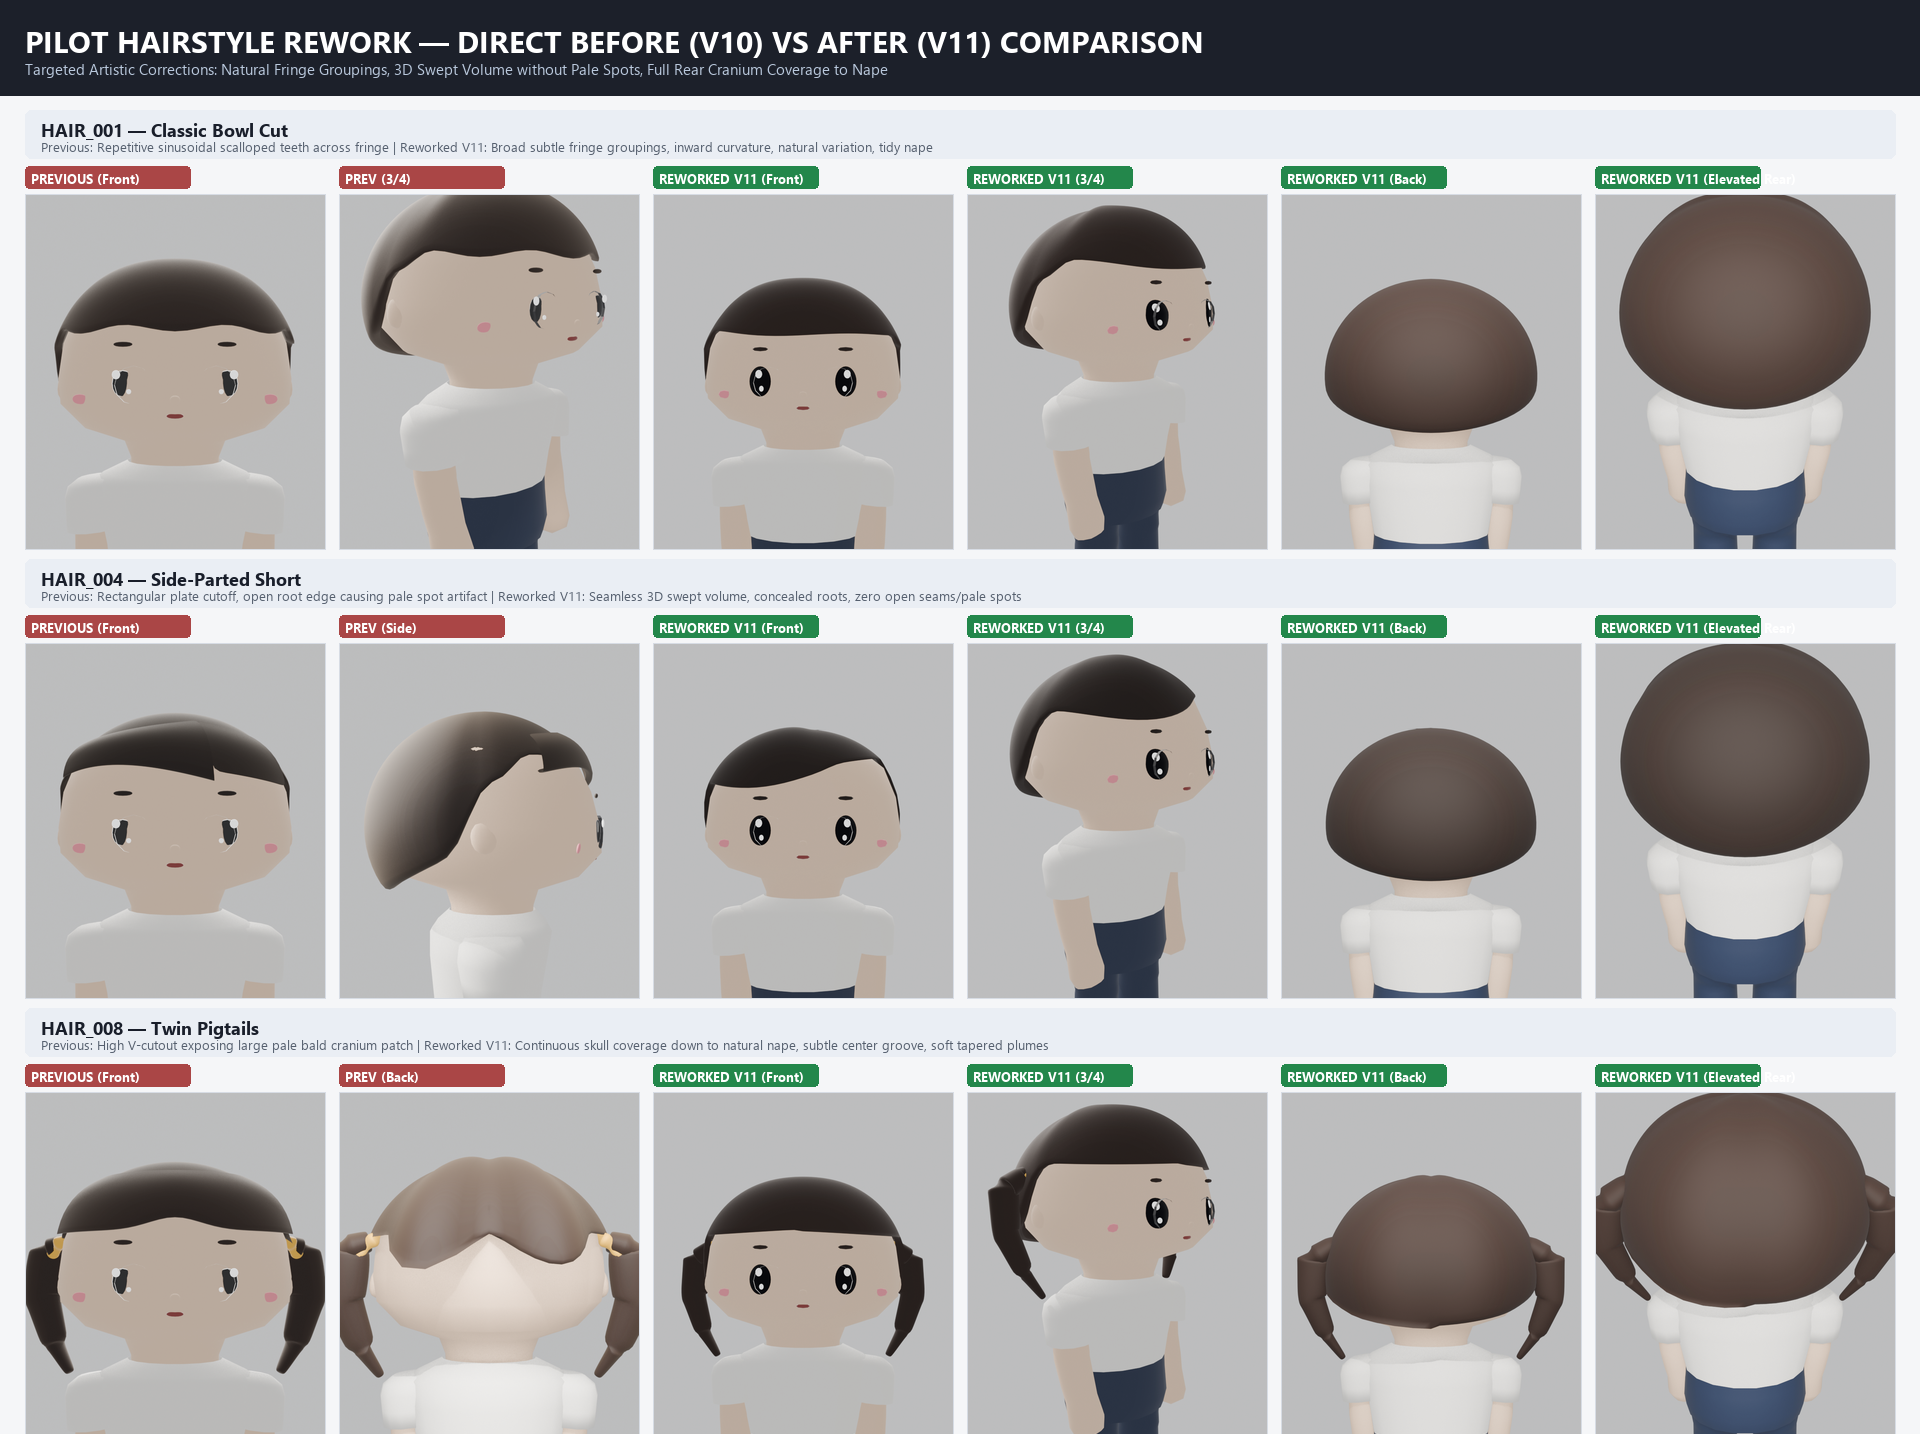 PILOT HAIRSTYLE REWORK — DIRECT BEFORE (V10) VS AFTER (V11) COMPARISON
Targeted Artistic Corrections: Natural Fringe Groupings, 3D Swept Volume without Pale Spots, Full Rear Cranium Coverage to Nape
HAIR_001 — Classic Bowl Cut
Previous: Repetitive sinusoidal scalloped teeth across fringe | Reworked V11: Broad subtle fringe groupings, inward curvature, natural variation, tidy nape
PREVIOUS (Front)
PREV (3/4)
REWORKED V11 (Front)
REWORKED V11 (3/4)
REWORKED V11 (Back)
REWORKED V11 (Elevated Rear)
HAIR_004 — Side-Parted Short
Previous: Rectangular plate cutoff, open root edge causing pale spot artifact | Reworked V11: Seamless 3D swept volume, concealed roots, zero open seams/pale spots
PREVIOUS (Front)
PREV (Side)
REWORKED V11 (Front)
REWORKED V11 (3/4)
REWORKED V11 (Back)
REWORKED V11 (Elevated Rear)
HAIR_008 — Twin Pigtails
Previous: High V-cutout exposing large pale bald cranium patch | Reworked V11: Continuous skull coverage down to natural nape, subtle center groove, soft tapered plumes
PREVIOUS (Front)
PREV (Back)
REWORKED V11 (Front)
REWORKED V11 (3/4)
REWORKED V11 (Back)
REWORKED V11 (Elevated Rear)